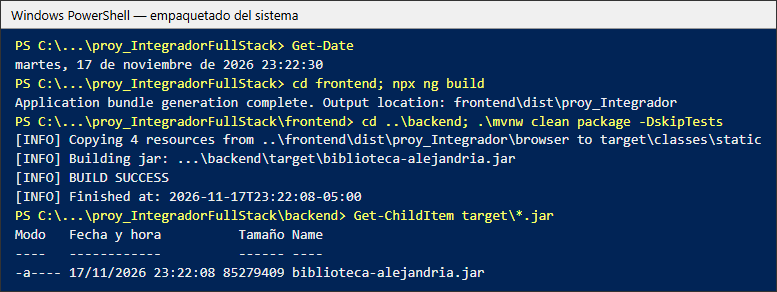 Windows PowerShell — empaquetado del sistema
PS C:\...\proy_IntegradorFullStack> Get-Date
martes, 17 de noviembre de 2026 23:22:30
PS C:\...\proy_IntegradorFullStack> cd frontend; npx ng build
Application bundle generation complete. Output location: frontend\dist\proy_Integrador
PS C:\...\proy_IntegradorFullStack\frontend> cd ..\backend; .\mvnw clean package -DskipTests
[INFO] Copying 4 resources from ..\frontend\dist\proy_Integrador\browser to target\classes\static
[INFO] Building jar: ...\backend\target\biblioteca-alejandria.jar
[INFO] BUILD SUCCESS
[INFO] Finished at: 2026-11-17T23:22:08-05:00
PS C:\...\proy_IntegradorFullStack\backend> Get-ChildItem target\*.jar
Modo   Fecha y hora          Tamaño Name
----   ------------          ------ ----
-a---- 17/11/2026 23:22:08 85279409 biblioteca-alejandria.jar